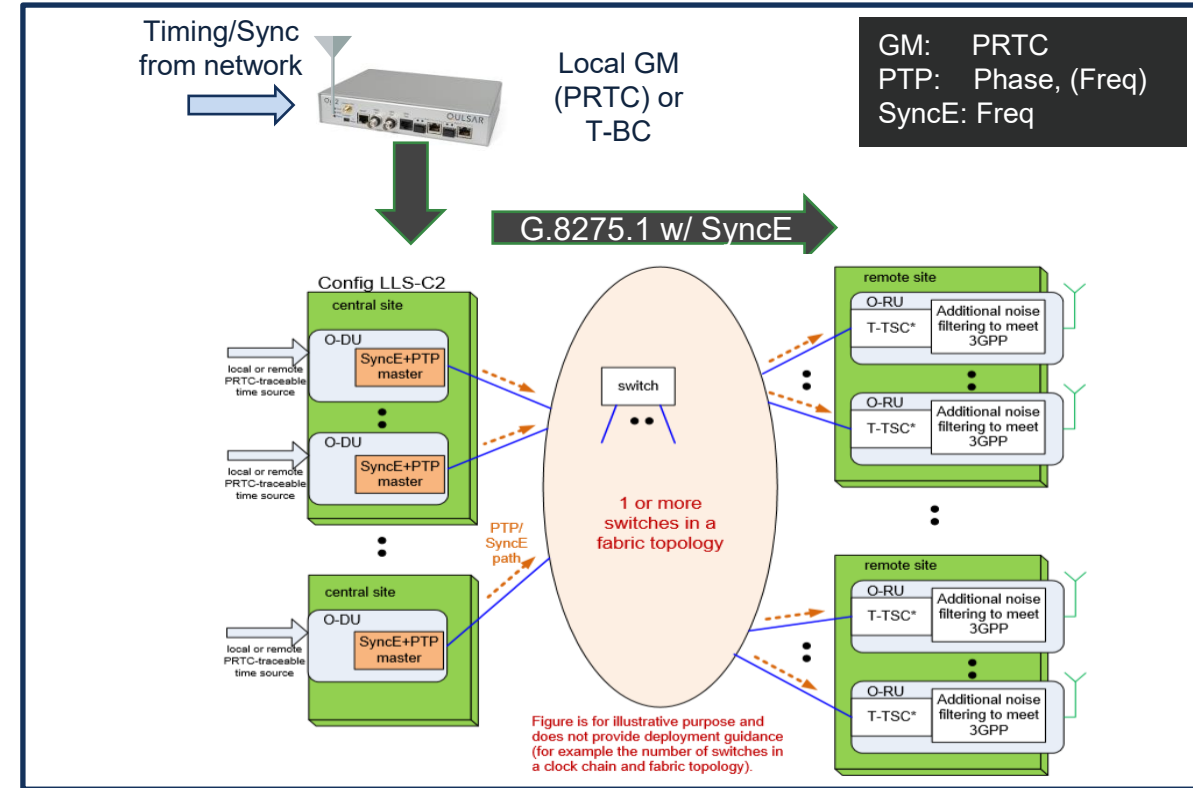 Timing/Sync
from network
Local GM
(PRTC) or
T-BC
GM: PRTC
PTP: Phase, (Freq)
SyncE: Freq
OULSAR
G.8275.1 w/ SyncE
Config LLS-C2
central site
O-DU
SyncE+PTP
master
local or remote
PRTC-traceable
time source
O-DU
SyncE+PTP
master
local or remote
PRTC-traceable
time source
central site
O-DU
SyncE+PTP
master
local or remote
PRTC-traceable
time source
PTP/
SyncE
path
switch
1 or more
switches in a
fabric topology
Figure is for illustrative purpose and
does not provide deployment guidance
(for example the number of switches in
a clock chain and fabric topology).
remote site
O-RU
T-TSC*
Additional noise
filtering to meet
3GPP
O-RU
T-TSC*
Additional noise
filtering to meet
3GPP
remote site
O-RU
T-TSC*
Additional noise
filtering to meet
3GPP
O-RU
T-TSC*
Additional noise
filtering to meet
3GPP